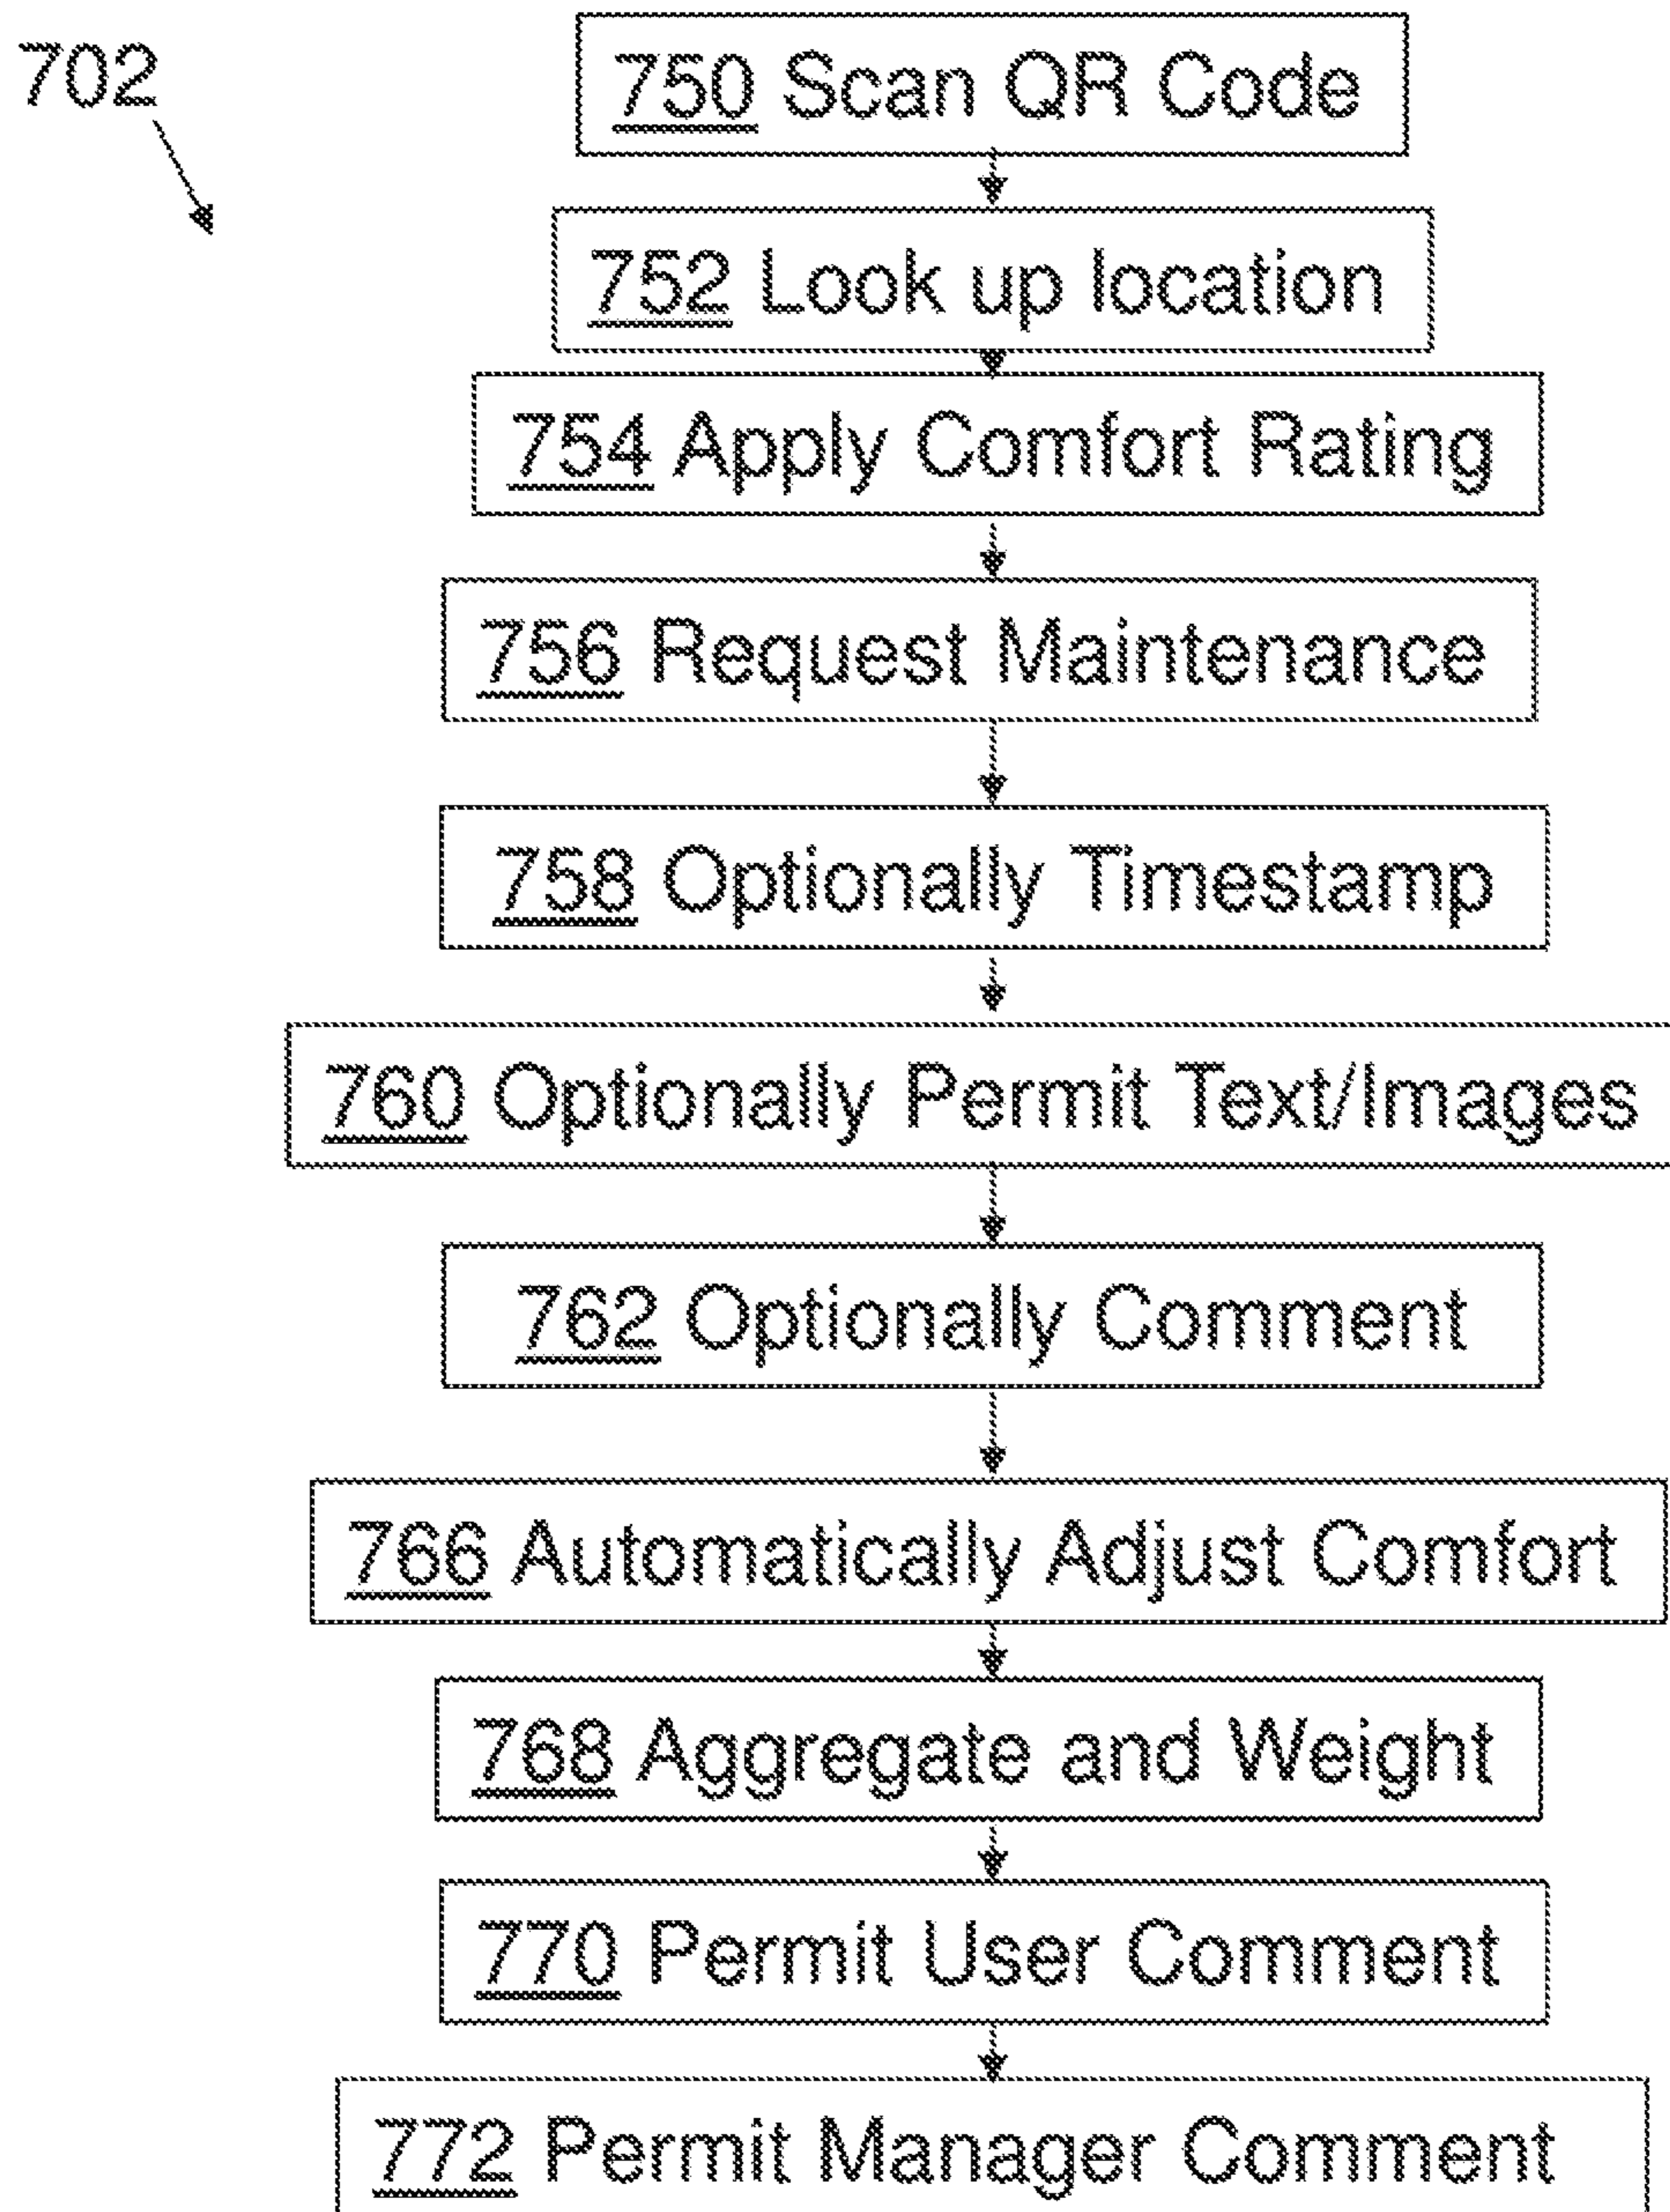 702
750 Scan QR Code
752 Look up location
754 Apply Comfort Rating
756 Request Maintenance
758 Optionally Timestamp
760 Optionally Permit Text/Images
762 Optionally Comment
766 Automatically Adjust Comfort
768 Aggregate and Weight
770 Permit User Comment
772 Permit Manager Comment